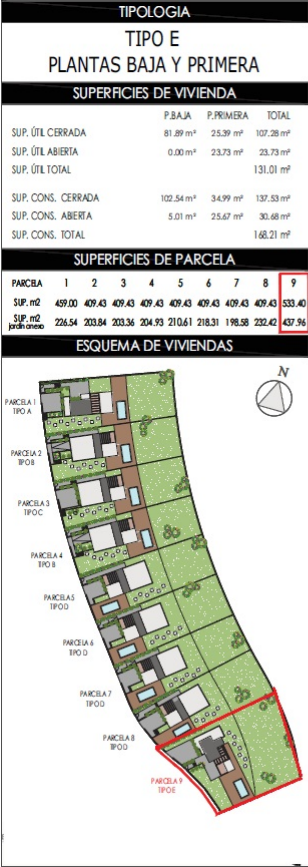 TIPOLOGIA
TIPO E
PLANTAS BAJA Y PRIMERA
SUPERFICIES DE VIVIENDA
P.BAJA P.PRIMERA TOTAL
SUP. ÚTIL CERRADA 81.89 m² 25.39 m² 107.28 m²
SUP. ÚTIL ABIERTA 0.00 m² 23.73 m² 23.73 m²
SUP. ÚTIL TOTAL 131.01 m²
SUP. CONS. CERRADA 102.54 m² 34.99 m² 137.53 m²
SUP. CONS. ABIERTA 5.01 m² 25.67 m² 30.68 m²
SUP. CONS. TOTAL 168.21 m²
SUPERFICIES DE PARCELA
PARCELA 1 2 3 4 5 6 7 8 9
SUP. m2 459.00 409.43 409.43 409.43 409.43 409.43 409.43 409.43 533.40
SUP. m2 jardin anexo 226.54 203.84 203.36 204.93 210.61 218.31 198.58 232.42 437.96
ESQUEMA DE VIVIENDAS
N
PARCELA 1
TIPO A
PARCELA 2
TIPO B
PARCELA 3
TIPO C
PARCELA 4
TIPO B
PARCELA 5
TIPO D
PARCELA 6
TIPO D
PARCELA 7
TIPO D
PARCELA 8
TIPO D
PARCELA 9
TIPO E